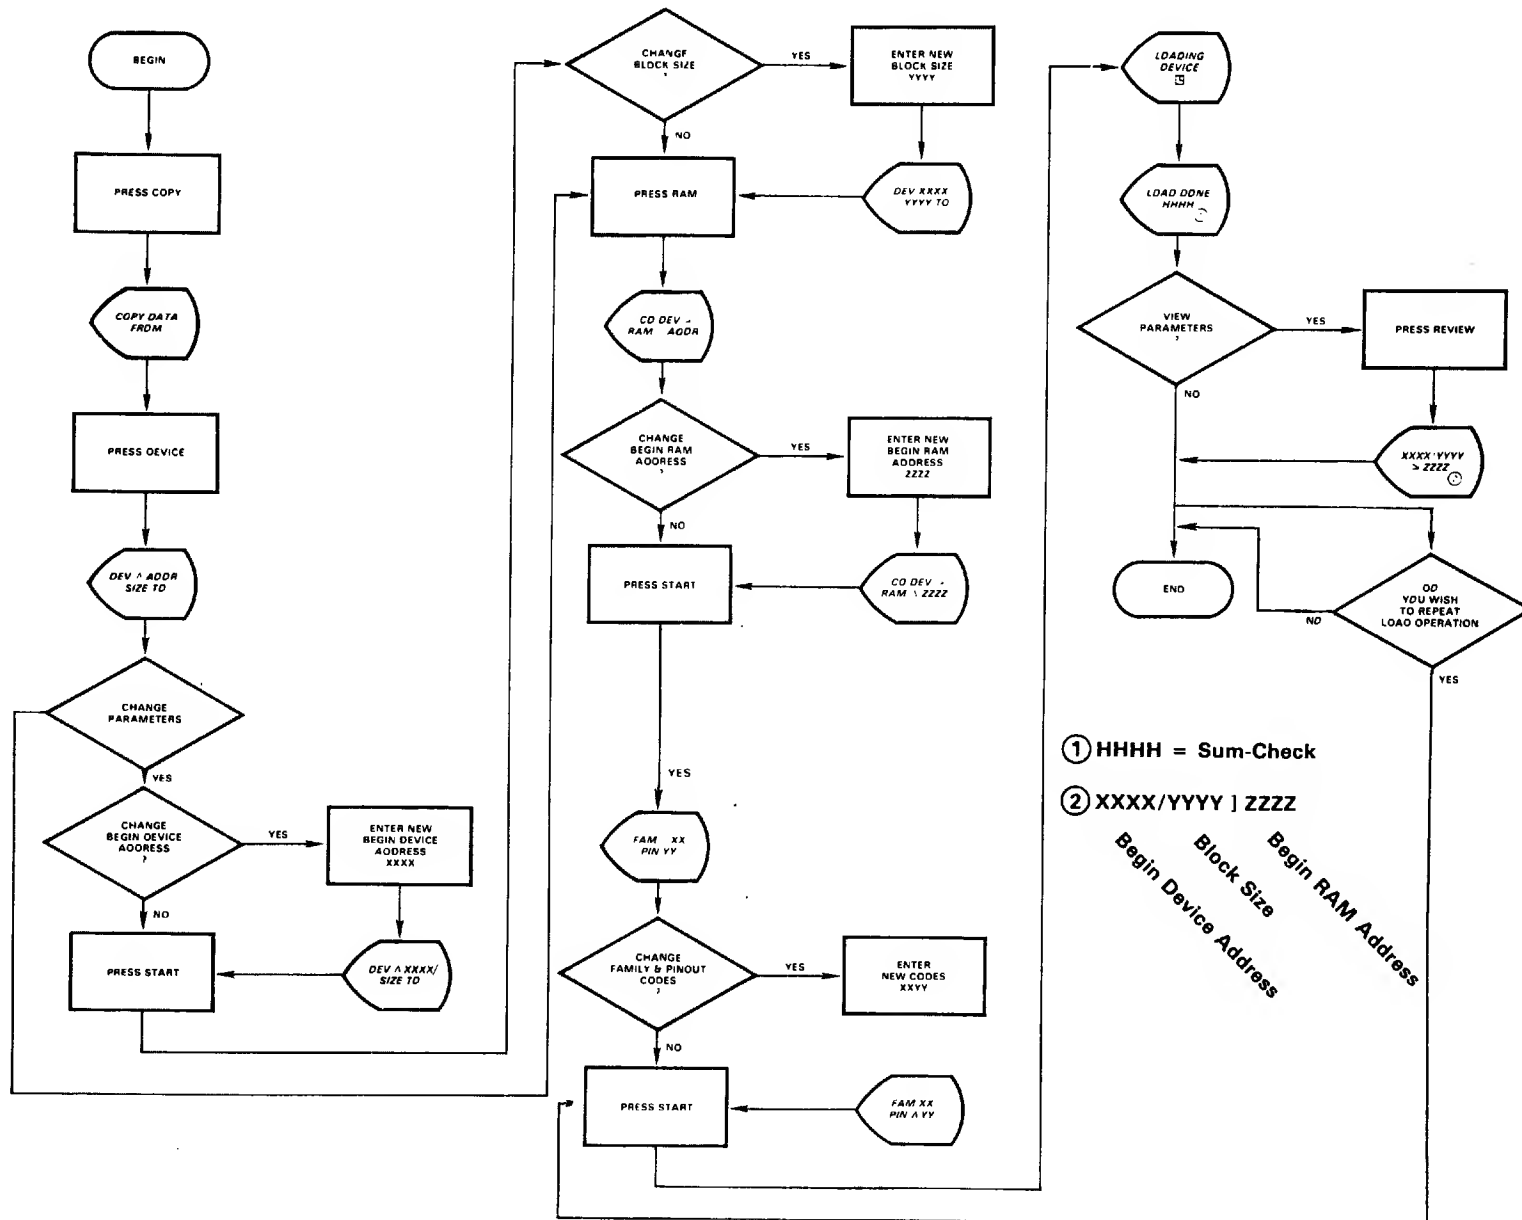 BEGIN
PRESS COPY
COPY DATA
FROM
PRESS DEVICE
DEV ^ ADDR
SIZE TO
CHANGE
PARAMETERS
YES
CHANGE
BEGIN DEVICE
ADDRESS
?
YES
ENTER NEW
BEGIN DEVICE
ADDRESS
XXXX
NO
PRESS START
DEV ^ XXXX/
SIZE TO
CHANGE
BLOCK SIZE
?
YES
ENTER NEW
BLOCK SIZE
YYYY
NO
PRESS RAM
DEV XXXX
YYYY TO
CO DEV
RAM ADDR
CHANGE
BEGIN RAM
ADDRESS
?
YES
ENTER NEW
BEGIN RAM
ADDRESS
ZZZZ
NO
PRESS START
CO DEV
RAM \ ZZZZ
YES
FAM XX
PIN YY
CHANGE
FAMILY & PINOUT
CODES
?
YES
ENTER
NEW CODES
XXYY
NO
PRESS START
FAM XX
PIN ^ YY
LOADING
DEVICE
LOAD DONE
HHHH
VIEW
PARAMETERS
?
YES
PRESS REVIEW
NO
XXXX/YYYY
> ZZZZ
END
DO
YOU WISH
TO REPEAT
LOAD OPERATION
NO
YES
① HHHH = Sum-Check
② XXXX/YYYY ] ZZZZ
Begin Device Address
Block Size
Begin RAM Address